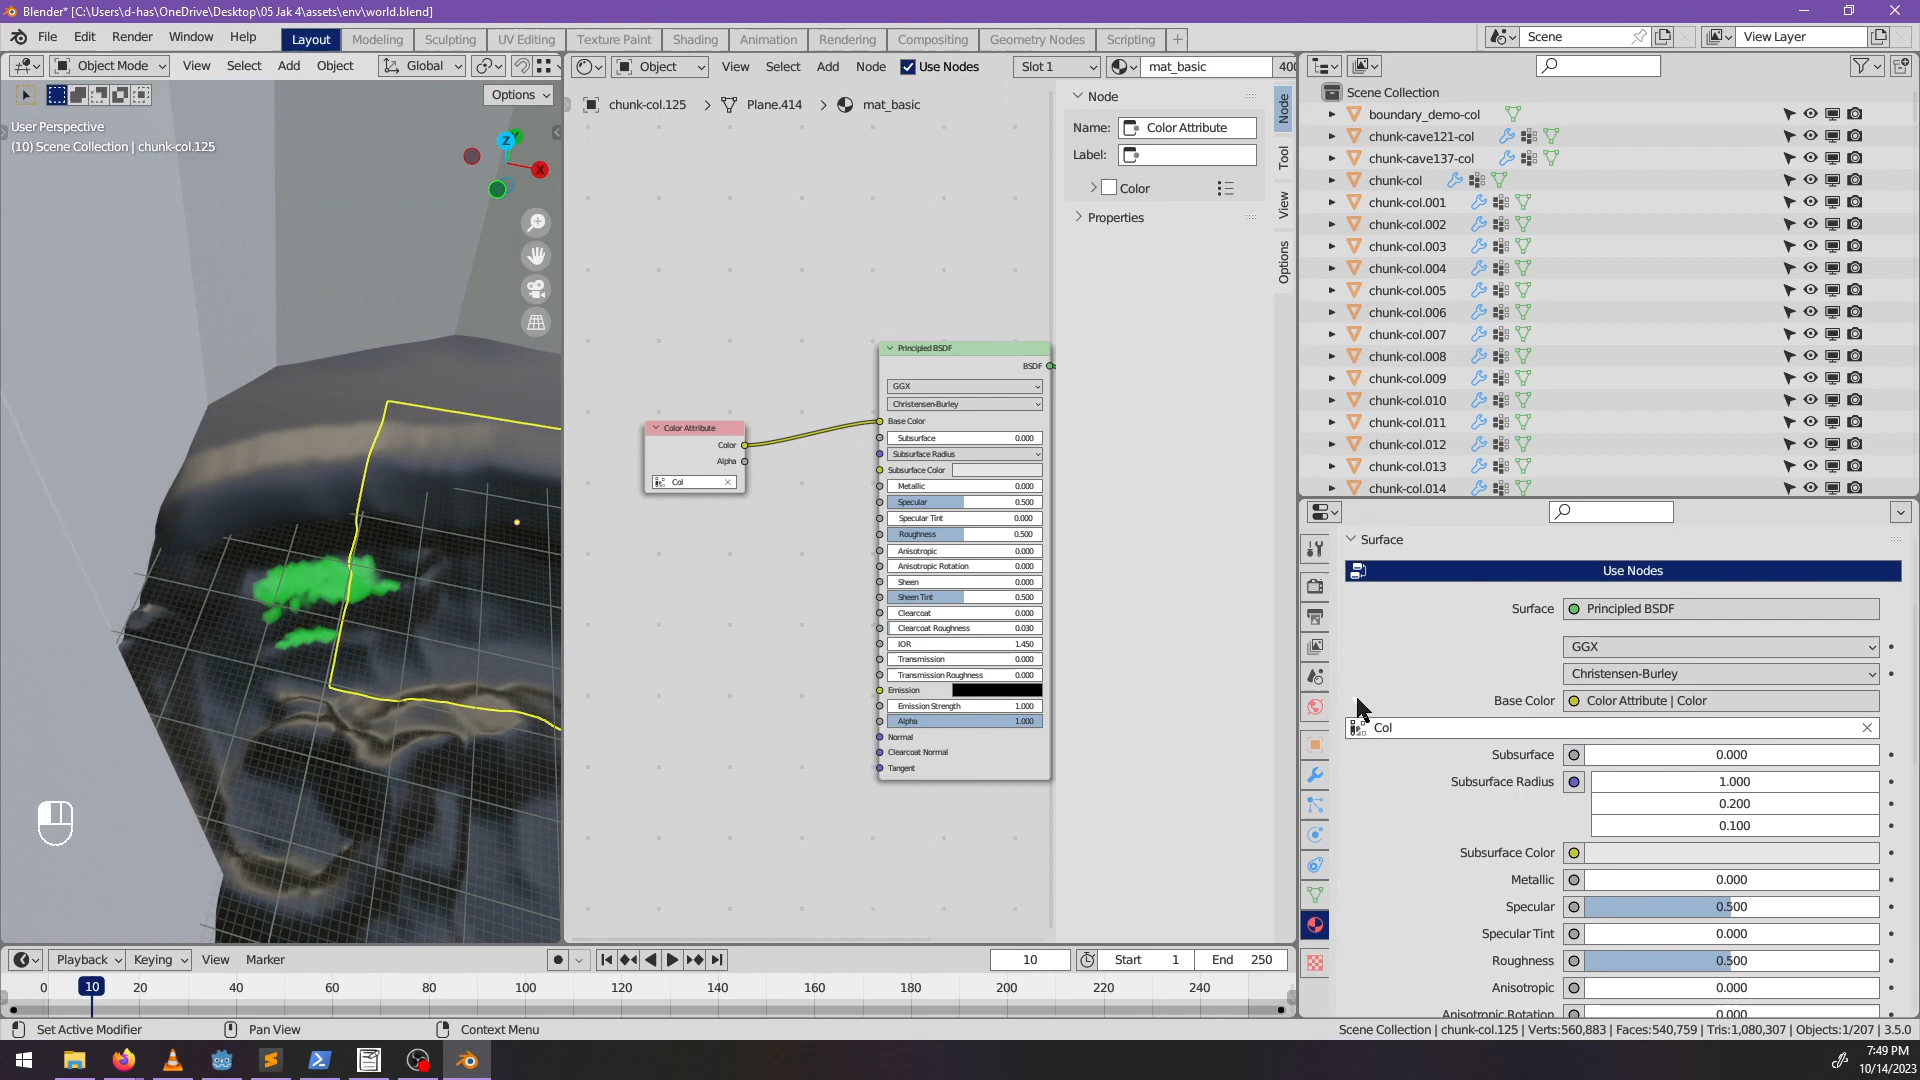 Blender* [C:\Users\d-has\OneDrive\Desktop\05 Jak 4\assets\env\world.blend]
File Edit Render Window Help Layout Modeling Sculpting UV Editing Texture Paint Shading Animation Rendering Compositing Geometry Nodes Scripting + Scene View Layer
Object Mode View Select Add Object Global Object View Select Add Node Use Nodes Slot 1 mat_basic
Options
User Perspective
(10) Scene Collection | chunk-col.125
Z
Y
X
chunk-col.125 > Plane.414 > mat_basic
Node
Name: Color Attribute
Label:
Color
Properties
Node
Tool
View
Options
Color Attribute
Color
Alpha
Col
Principled BSDF
BSDF
GGX
Christensen-Burley
Base Color
Subsurface 0.000
Subsurface Radius
Subsurface Color
Metallic 0.000
Specular 0.500
Specular Tint 0.000
Roughness 0.500
Anisotropic 0.000
Anisotropic Rotation 0.000
Sheen 0.000
Sheen Tint 0.500
Clearcoat 0.000
Clearcoat Roughness 0.030
IOR 1.450
Transmission 0.000
Transmission Roughness 0.000
Emission
Emission Strength 1.000
Alpha 1.000
Normal
Clearcoat Normal
Tangent
Scene Collection
boundary_demo-col
chunk-cave121-col
chunk-cave137-col
chunk-col
chunk-col.001
chunk-col.002
chunk-col.003
chunk-col.004
chunk-col.005
chunk-col.006
chunk-col.007
chunk-col.008
chunk-col.009
chunk-col.010
chunk-col.011
chunk-col.012
chunk-col.013
chunk-col.014
Surface
Use Nodes
Surface Principled BSDF
GGX
Christensen-Burley
Base Color Color Attribute | Color
Col
Subsurface 0.000
Subsurface Radius 1.000
0.200
0.100
Subsurface Color
Metallic 0.000
Specular 0.500
Specular Tint 0.000
Roughness 0.500
Anisotropic 0.000
Anisotropic Rotation 0.000
Playback Keying View Marker 10 Start 1 End 250
0 10 20 40 60 80 100 120 140 160 180 200 220 240
Set Active Modifier Pan View Context Menu Scene Collection | chunk-col.125 | Verts:560,883 | Faces:540,759 | Tris:1,080,307 | Objects:1/207 | 3.5.0
7:49 PM
10/14/2023